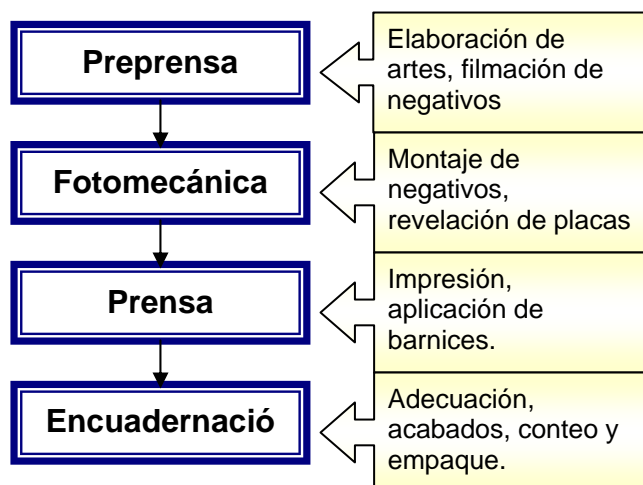 Preprensa
Elaboración de
artes, filmación de
negativos
Fotomecánica
Montaje de
negativos,
revelación de placas
Prensa
Impresión,
aplicación de
barnices.
Encuadernació
Adecuación,
acabados, conteo y
empaque.